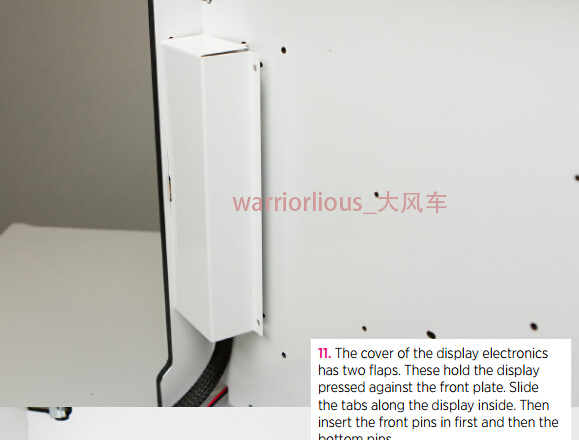 warriorlious_大风车
11. The cover of the display electronics
has two flaps. These hold the display
pressed against the front plate. Slide
the tabs along the display inside. Then
insert the front pins in first and then the
bottom pins